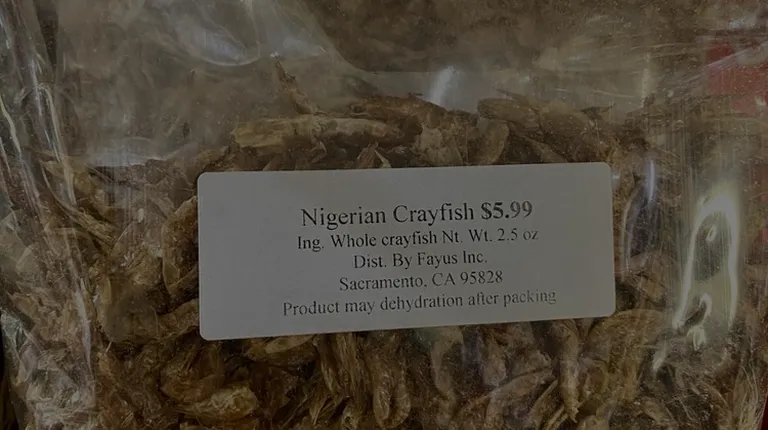 Nigerian Crayfish $5.99
Ing. Whole crayfish Nt. Wt. 2.5 oz
Dist. By Fayus Inc.
Sacramento, CA 95828
Product may dehydration after packing